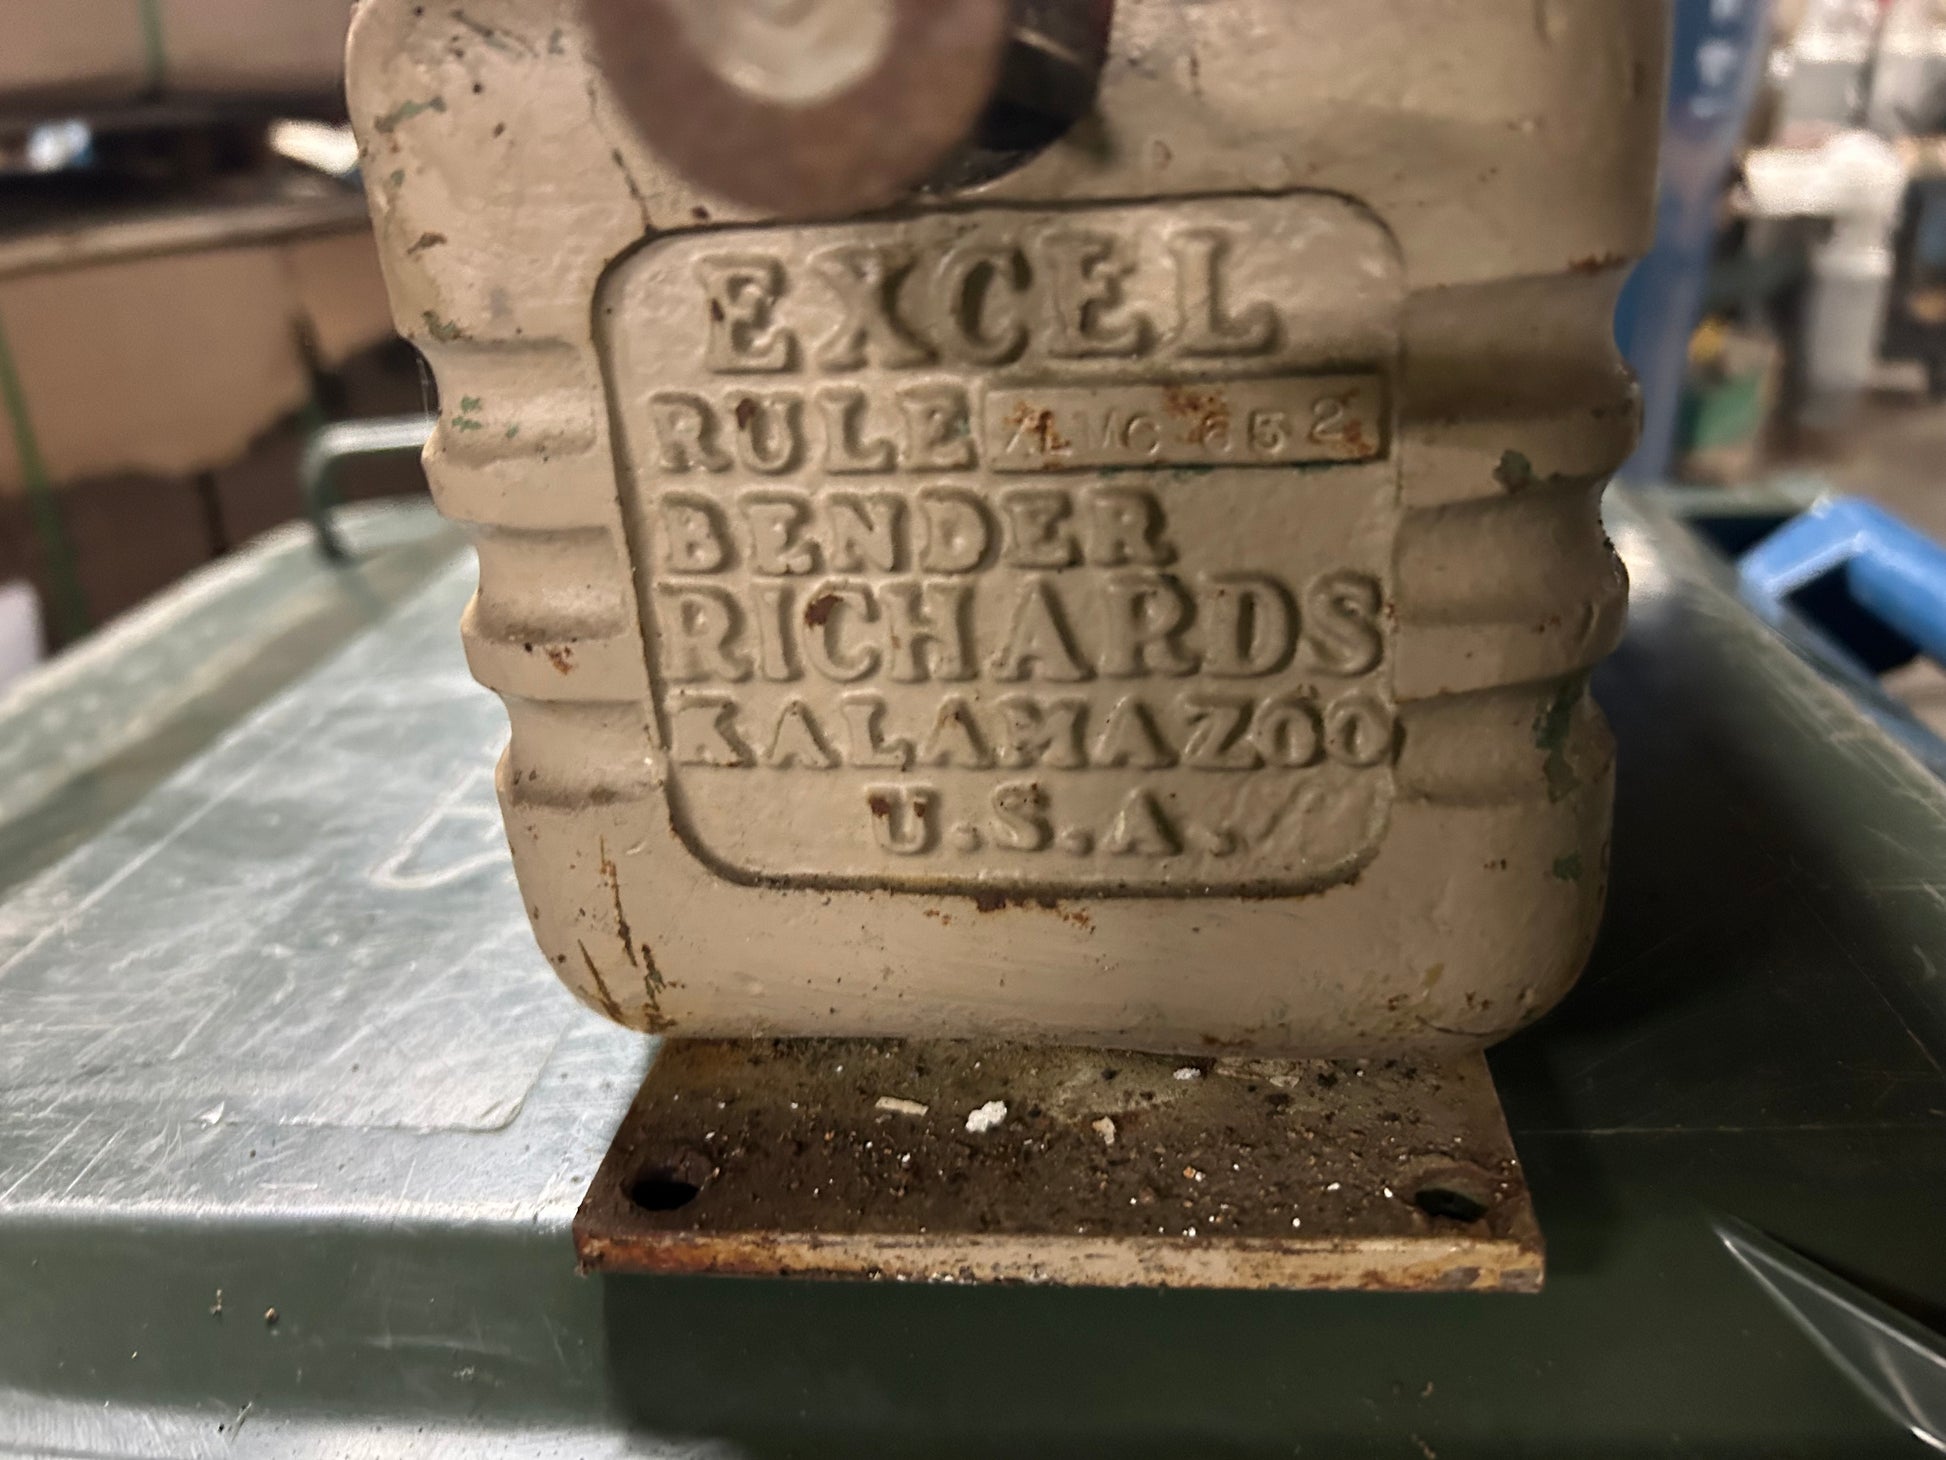 EXCEL
RULE
BENDER
RICHARDS
KALAMAZOO
U.S.A.